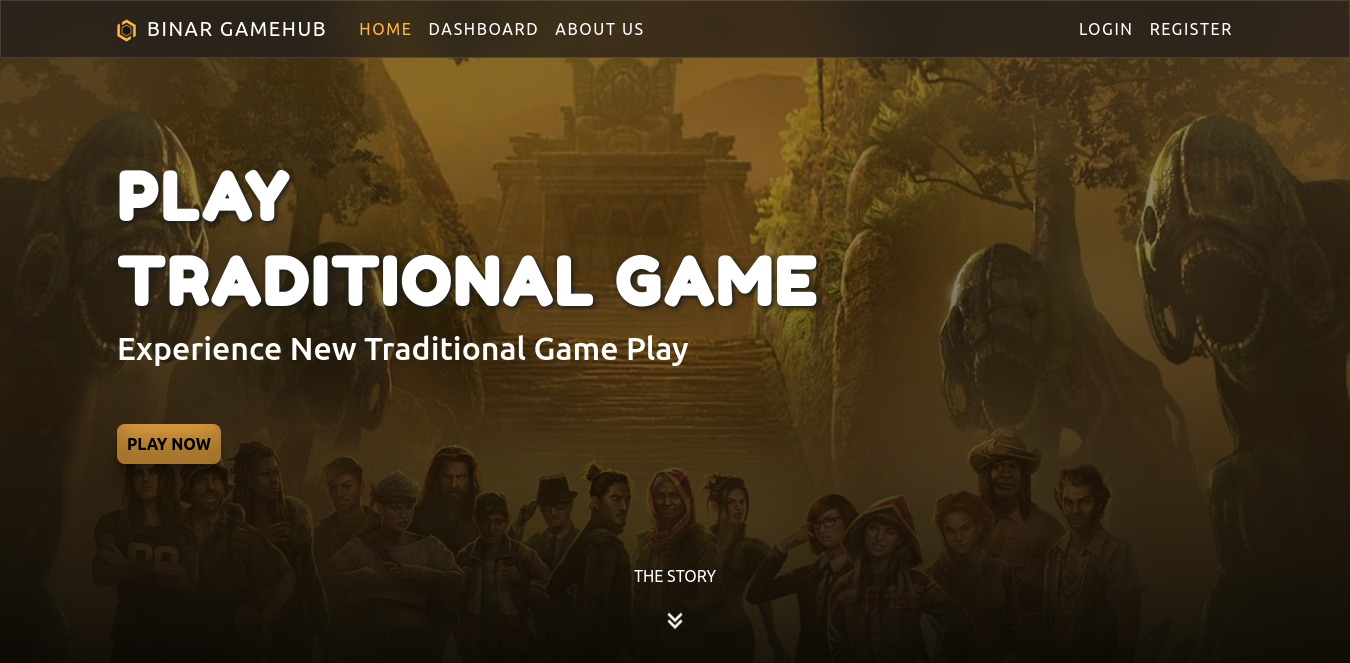 BINAR GAMEHUB HOME DASHBOARD ABOUT US LOGIN REGISTER
PLAY
TRADITIONAL GAME
Experience New Traditional Game Play
PLAY NOW
THE STORY